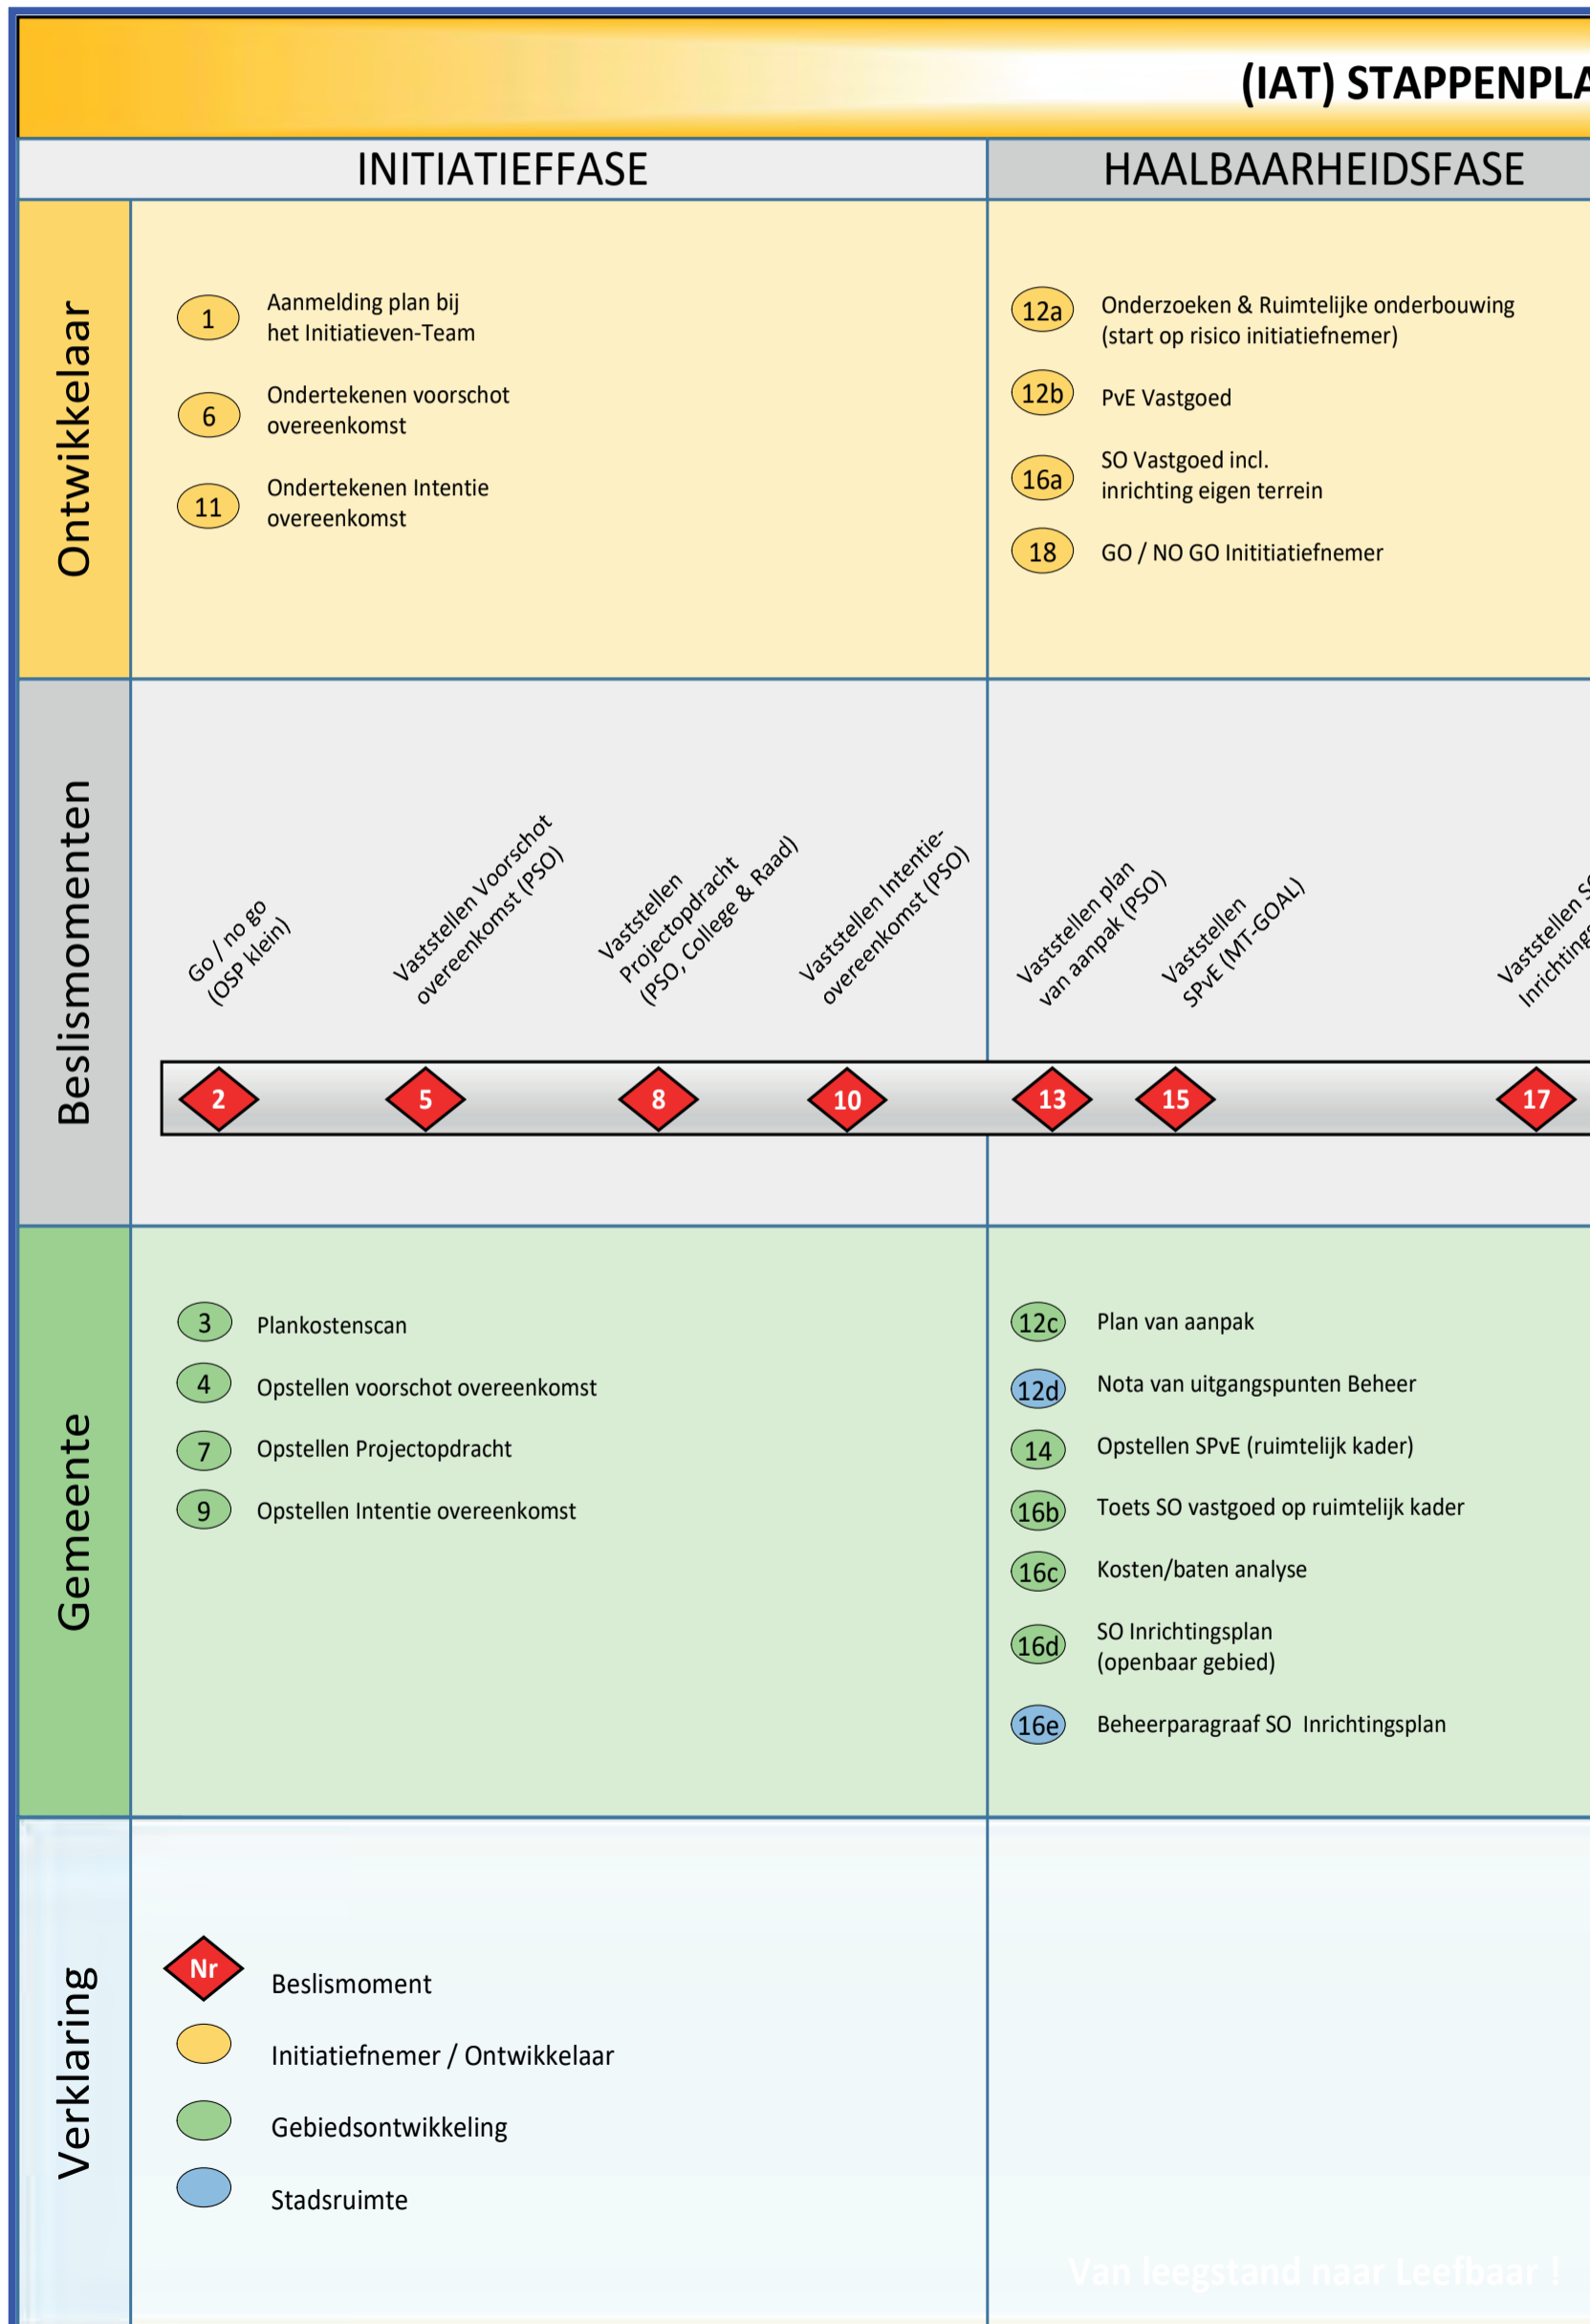 (IAT) STAPPENPLA
INITIATIEFFASE
HAALBAARHEIDSFASE
Ontwikkelaar
1
Aanmelding plan bij
het Initiatieven-Team
6
Ondertekenen voorschot
overeenkomst
11
Ondertekenen Intentie
overeenkomst
12a
Onderzoeken & Ruimtelijke onderbouwing
(start op risico initiatiefnemer)
12b
PvE Vastgoed
16a
SO Vastgoed incl.
inrichting eigen terrein
18
GO / NO GO Inititiatiefnemer
Beslismomenten
Go / no go
(OSP klein)
Vaststellen Voorschot
overeenkomst (PSO)
Vaststellen
Projectopdracht
(PSO, College & Raad)
Vaststellen Intentie-
overeenkomst (PSO)
Vaststellen plan
van aanpak (PSO)
Vaststellen
SPvE (MT-GOAL)
Vaststellen SO
Inrichtings
2
5
8
10
13
15
17
Gemeente
3
Plankostenscan
4
Opstellen voorschot overeenkomst
7
Opstellen Projectopdracht
9
Opstellen Intentie overeenkomst
12c
Plan van aanpak
12d
Nota van uitgangspunten Beheer
14
Opstellen SPvE (ruimtelijk kader)
16b
Toets SO vastgoed op ruimtelijk kader
16c
Kosten/baten analyse
16d
SO Inrichtingsplan
(openbaar gebied)
16e
Beheerparagraaf SO  Inrichtingsplan
Verklaring
Nr
Beslismoment
Initiatiefnemer / Ontwikkelaar
Gebiedsontwikkeling
Stadsruimte
Van leegstand naar Leefbaar !